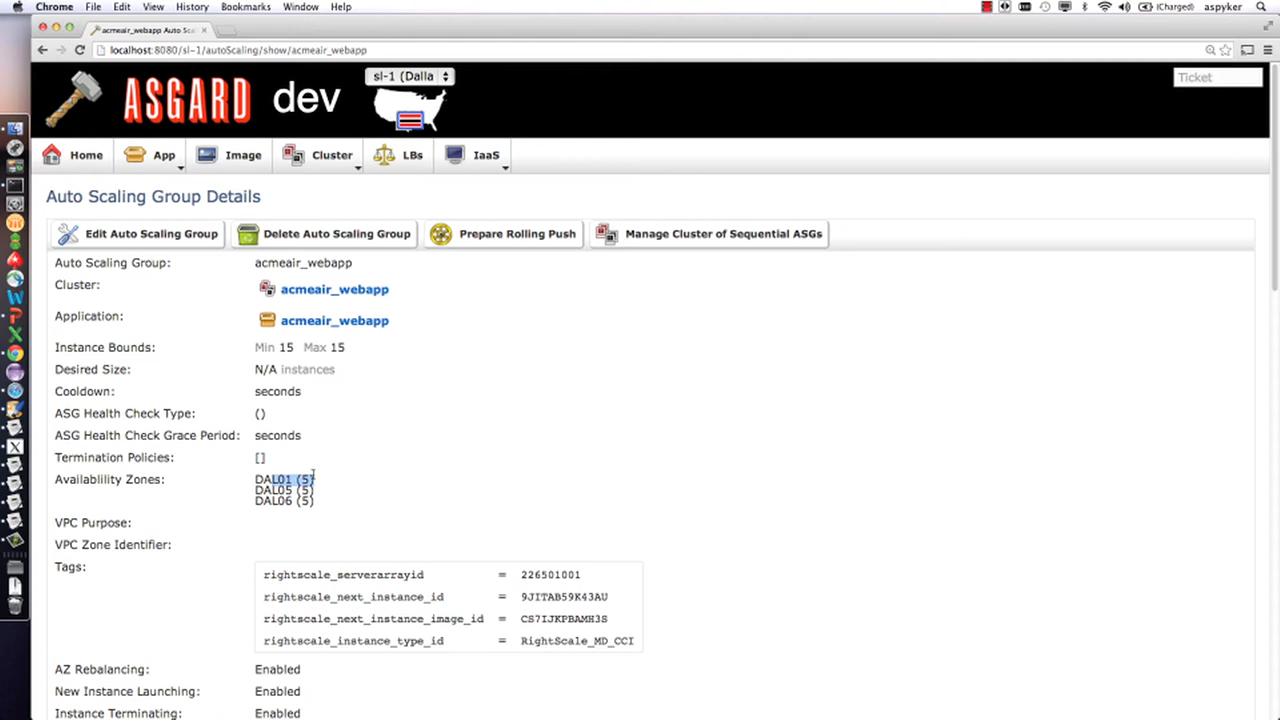 Chrome File Edit View History Bookmarks Window Help (Charged) aspyker
acmeair_webapp Auto Sca
localhost:8080/sl-1/autoScaling/show/acmeair_webapp
ASGARD dev sl-1 (Dalla Ticket
Home App Image Cluster LBs IaaS
Auto Scaling Group Details
Edit Auto Scaling Group Delete Auto Scaling Group Prepare Rolling Push Manage Cluster of Sequential ASGs
Auto Scaling Group: acmeair_webapp
Cluster: acmeair_webapp
Application: acmeair_webapp
Instance Bounds: Min 15 Max 15
Desired Size: N/A instances
Cooldown: seconds
ASG Health Check Type: ()
ASG Health Check Grace Period: seconds
Termination Policies: []
Availablility Zones: DAL01 (5)
DAL05 (5)
DAL06 (5)
VPC Purpose:
VPC Zone Identifier:
Tags: rightscale_serverarrayid = 226501001
rightscale_next_instance_id = 9JITAB59K43AU
rightscale_next_instance_image_id = CS7IJKPBAMH3S
rightscale_instance_type_id = RightScale_MD_CCI
AZ Rebalancing: Enabled
New Instance Launching: Enabled
Instance Terminating: Enabled